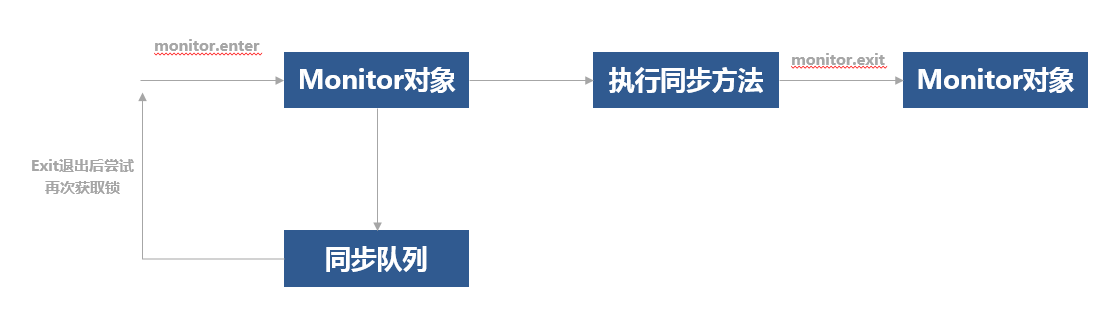 monitor.enter
Monitor对象
执行同步方法
monitor.exit
Monitor对象
Exit退出后尝试
再次获取锁
同步队列